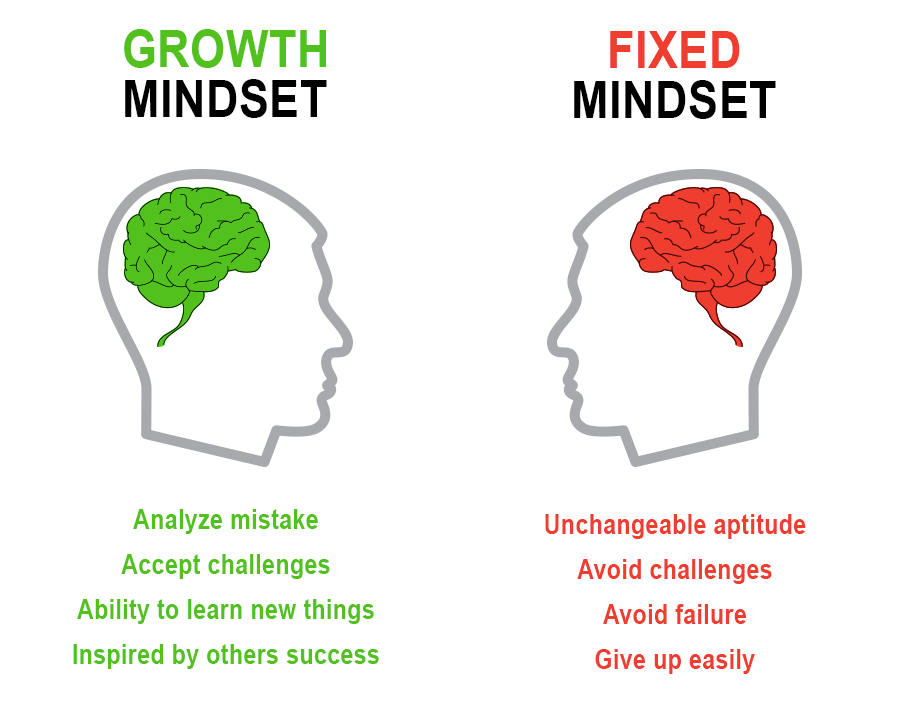 GROWTH
MINDSET
Analyze mistake
Accept challenges
Ability to learn new things
Inspired by others success
FIXED
MINDSET
Unchangeable aptitude
Avoid challenges
Avoid failure
Give up easily